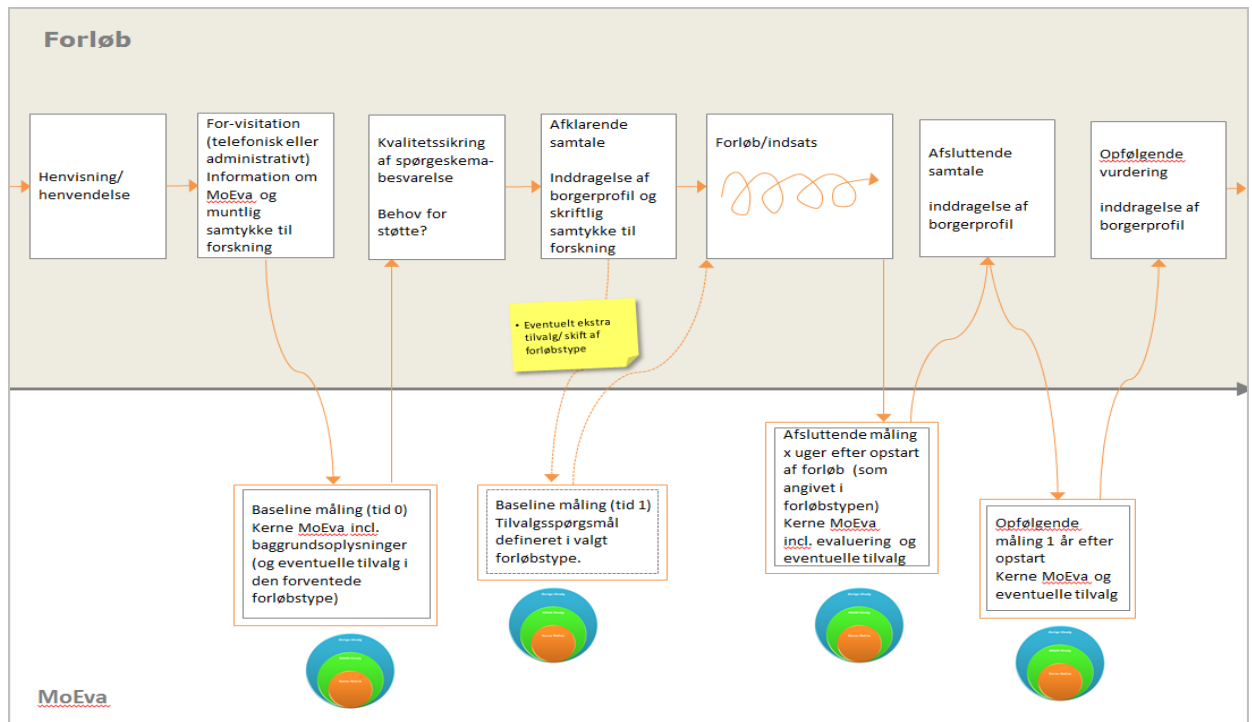 Forløb
Henvisning/
henvendelse
For-visitation
(telefonisk eller
administrativt)
Information om
MoEva og
muntlig
samtykke til
forskning
Kvalitetssikring
af spørgeskema-
besvarelse
Behov for
støtte?
Afklarende
samtale
Inddragelse af
borgerprofil og
skriftlig
samtykke til
forskning
Forløb/indsats
Afsluttende
samtale
inddragelse af
borgerprofil
Opfølgende
vurdering
inddragelse af
borgerprofil
• Eventuelt ekstra
tilvalg/ skift af
forløbstype
Baseline måling (tid 0)
Kerne MoEva incl.
baggrundsoplysninger
(og eventuelle tilvalg i
den forventede
forløbstype)
Baseline måling (tid 1)
Tilvalgsspørgsmål
defineret i valgt
forløbstype.
Afsluttende måling
x uger efter opstart
af forløb (som
angivet i
forløbstypen)
Kerne MoEva
incl. evaluering og
eventuelle tilvalg
Opfølgende
måling 1 år efter
opstart
Kerne MoEva og
eventuelle tilvalg
MoEva